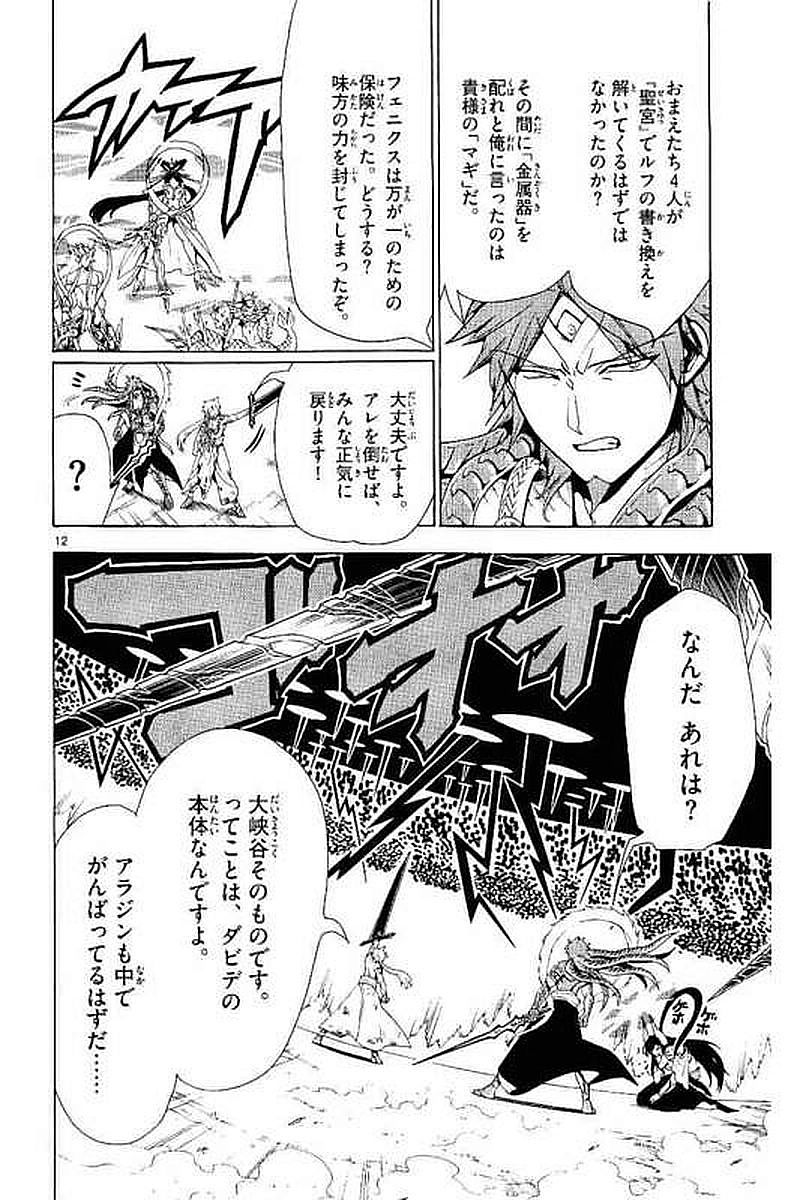 おまえたち4人が
『聖宮』でルフの書き換えを
解いてくるはずでは
なかったのか?
その間に「金属器」を
配れと俺に言ったのは
貴様の「マギ」だ。
フェニクスは万が一のための
保険だった。どうする?
味方の力を封じてしまったぞ。
大丈夫ですよ。
アレを倒せば、
みんな正気に
戻ります!
?
12
なんだ あれは?
ゴオオオ
大峡谷そのものです。
ってことは、ダビデの
本体なんですよ。
アラジンも中で
がんばってるはずだ……
ゲホ
ゲホ